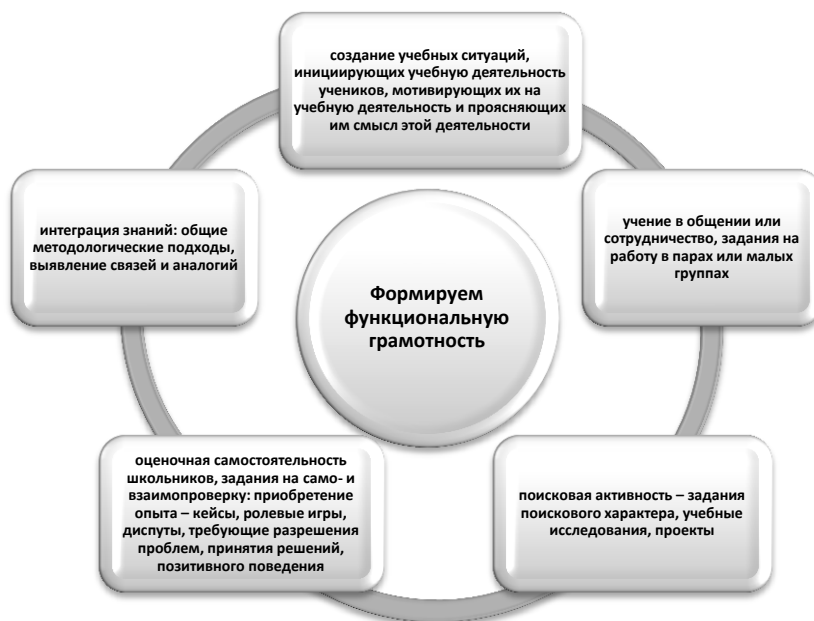 создание учебных ситуаций,
инициирующих учебную деятельность
учеников, мотивирующих их на
учебную деятельность и проясняющих
им смысл этой деятельности
учение в общении или
сотрудничество, задания на
работу в парах или малых
группах
поисковая активность – задания
поискового характера, учебные
исследования, проекты
оценочная самостоятельность
школьников, задания на само- и
взаимопроверку: приобретение
опыта – кейсы, ролевые игры,
диспуты, требующие разрешения
проблем, принятия решений,
позитивного поведения
интеграция знаний: общие
методологические подходы,
выявление связей и аналогий
Формируем
функциональную
грамотность